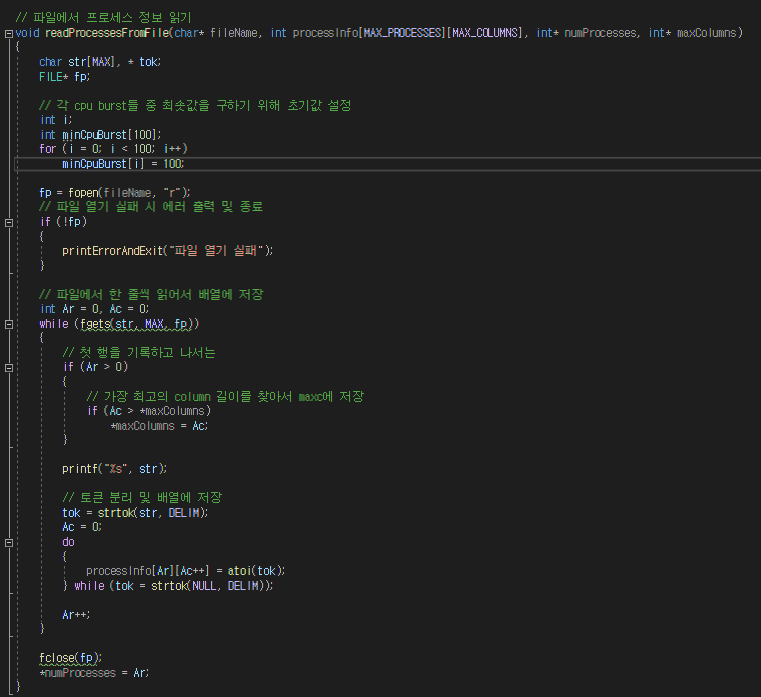 // 파일에서 프로세스 정보 읽기
void readProcessesFromFile(char* fileName, int processInfo[MAX_PROCESSES][MAX_COLUMNS], int* numProcesses, int* maxColumns)
{
char str[MAX], * tok;
FILE* fp;
// 각 cpu burst들 중 최솟값을 구하기 위해 초기값 설정
int i;
int minCpuBurst[100];
for (i = 0; i < 100; i++)
minCpuBurst[i] = 100;
fp = fopen(fileName, "r");
// 파일 열기 실패 시 에러 출력 및 종료
if (!fp)
{
printErrorAndExit("파일 열기 실패");
}
// 파일에서 한 줄씩 읽어서 배열에 저장
int Ar = 0, Ac = 0;
while (fgets(str, MAX, fp))
{
// 첫 행을 기록하고 나서는
if (Ar > 0)
{
// 가장 최고의 column 길이를 찾아서 maxc에 저장
if (Ac > *maxColumns)
*maxColumns = Ac;
}
printf("%s", str);
// 토큰 분리 및 배열에 저장
tok = strtok(str, DELIM);
Ac = 0;
do
{
processInfo[Ar][Ac++] = atoi(tok);
} while (tok = strtok(NULL, DELIM));
Ar++;
}
fclose(fp);
*numProcesses = Ar;
}